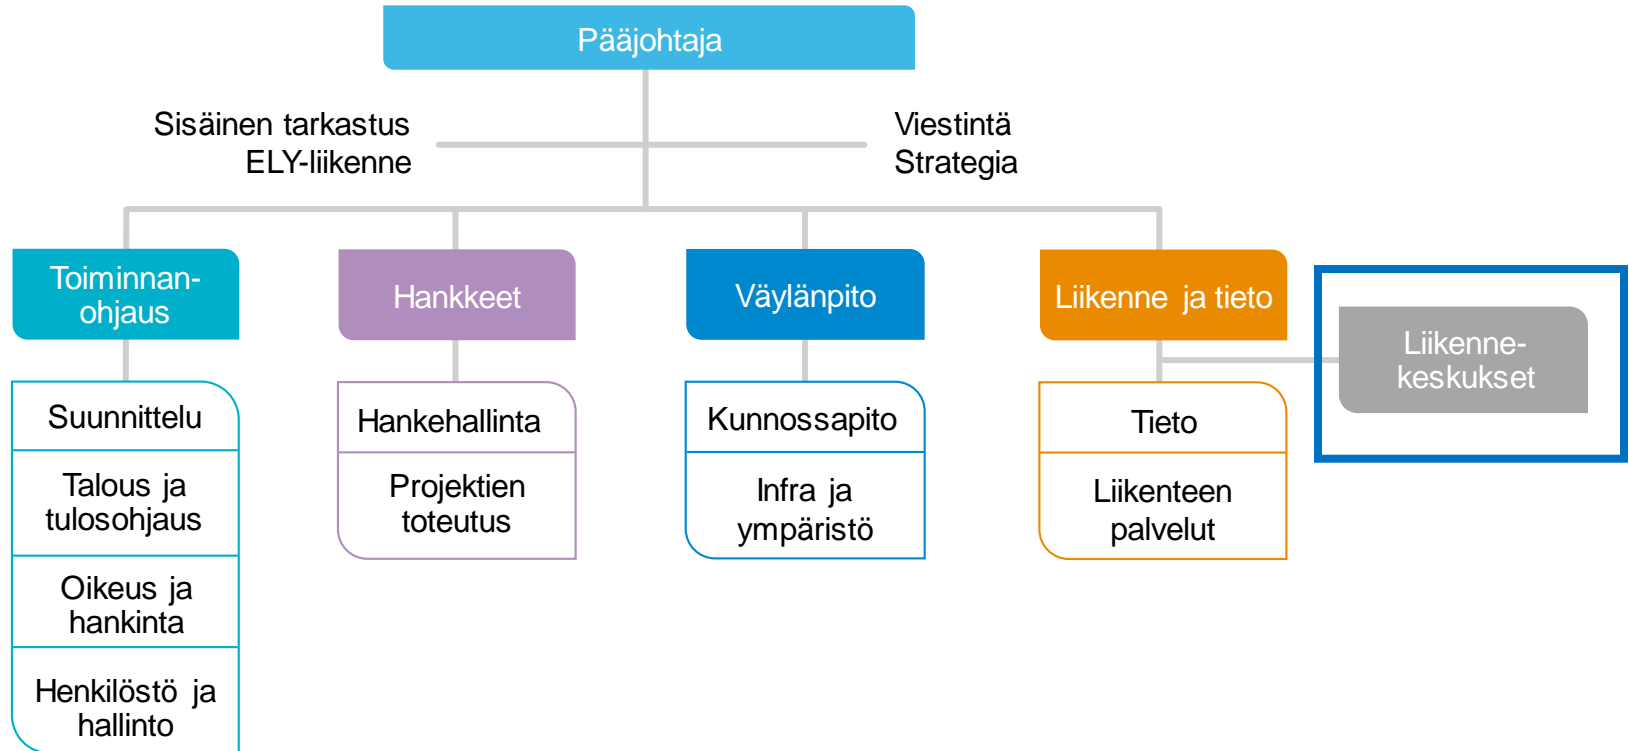 Pääjohtaja
Sisäinen tarkastus
ELY-liikenne
Viestintä
Strategia
Toiminnan-
ohjaus
Hankkeet
Väylänpito
Liikenne ja tieto
Liikenne-
keskukset
Suunnittelu
Talous ja
tulosohjaus
Oikeus ja
hankinta
Henkilöstö ja
hallinto
Hankehallinta
Projektien
toteutus
Kunnossapito
Infra ja
ympäristö
Tieto
Liikenteen
palvelut